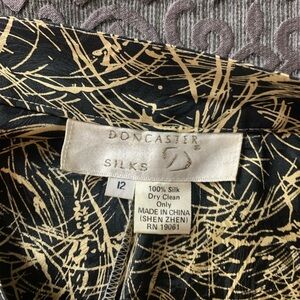 DONCASTER
SILKS
12
100% Silk
Dry Clean
Only
MADE IN CHINA
(SHEN ZHEN)
RN 19061